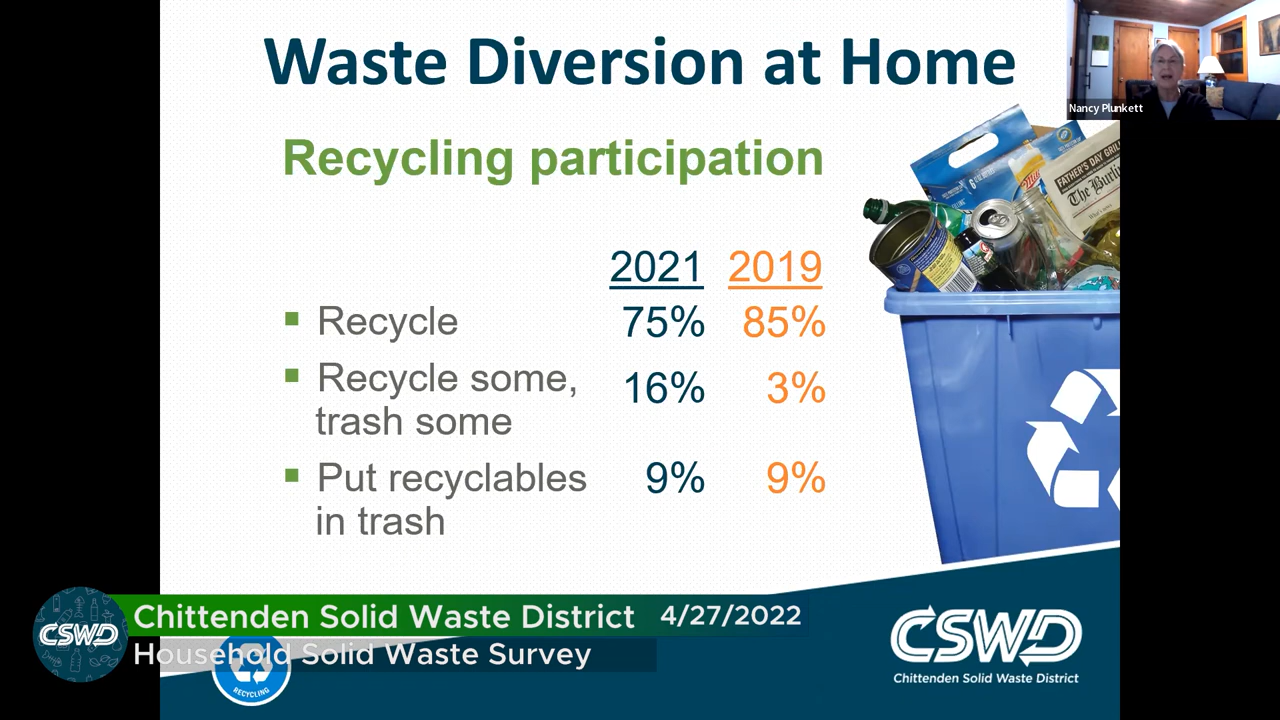 Waste Diversion at Home
Nancy Plunkett
Recycling participation
FATHER'S DAY GRILL
The Burli
2021 2019
Recycle 75% 85%
Recycle some, 16% 3%
trash some
Put recyclables 9% 9%
in trash
CSWD
Chittenden Solid Waste District 4/27/2022
Household Solid Waste Survey
RECYCLING
CSWD
Chittenden Solid Waste District